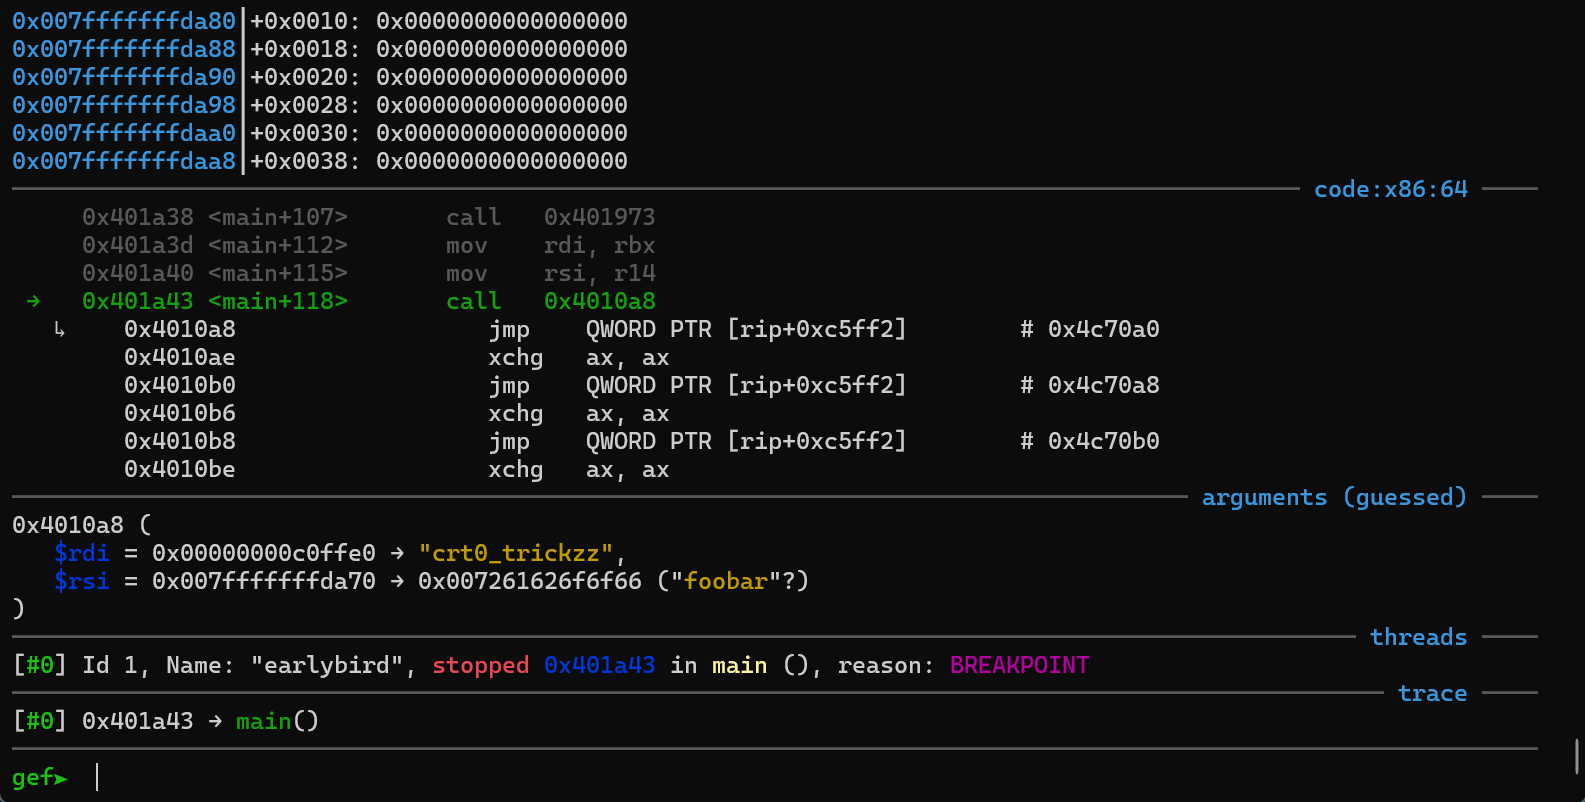 0x007fffffffda80│+0x0010: 0x0000000000000000
0x007fffffffda88│+0x0018: 0x0000000000000000
0x007fffffffda90│+0x0020: 0x0000000000000000
0x007fffffffda98│+0x0028: 0x0000000000000000
0x007fffffffdaa0│+0x0030: 0x0000000000000000
0x007fffffffdaa8│+0x0038: 0x0000000000000000
code:x86:64
0x401a38 <main+107> call 0x401973
0x401a3d <main+112> mov rdi, rbx
0x401a40 <main+115> mov rsi, r14
→ 0x401a43 <main+118> call 0x4010a8
↳ 0x4010a8 jmp QWORD PTR [rip+0xc5ff2] # 0x4c70a0
0x4010ae xchg ax, ax
0x4010b0 jmp QWORD PTR [rip+0xc5ff2] # 0x4c70a8
0x4010b6 xchg ax, ax
0x4010b8 jmp QWORD PTR [rip+0xc5ff2] # 0x4c70b0
0x4010be xchg ax, ax
arguments (guessed)
0x4010a8 (
$rdi = 0x00000000c0ffe0 → "crt0_trickzz",
$rsi = 0x007fffffffda70 → 0x007261626f6f66 ("foobar"?)
)
threads
[#0] Id 1, Name: "earlybird", stopped 0x401a43 in main (), reason: BREAKPOINT
trace
[#0] 0x401a43 → main()
gef➤